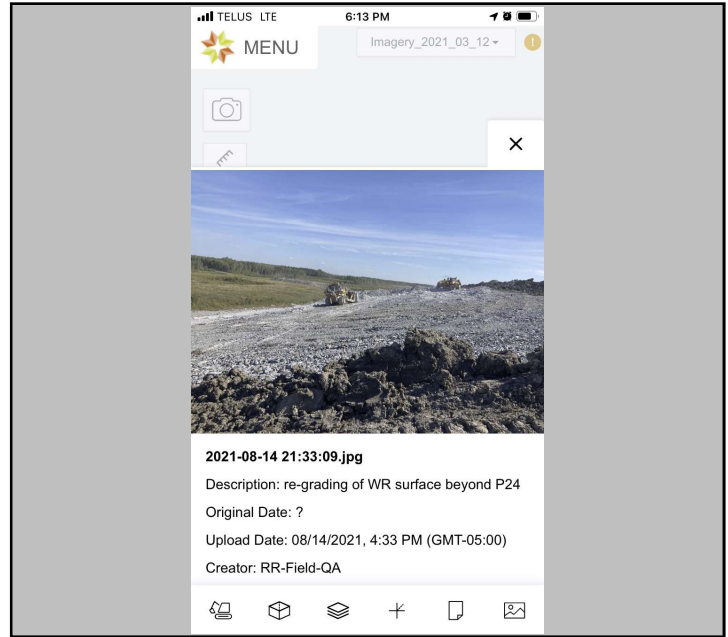 TELUS LTE 6:13 PM
MENU
Imagery_2021_03_12
2021-08-14 21:33:09.jpg
Description: re-grading of WR surface beyond P24
Original Date: ?
Upload Date: 08/14/2021, 4:33 PM (GMT-05:00)
Creator: RR-Field-QA